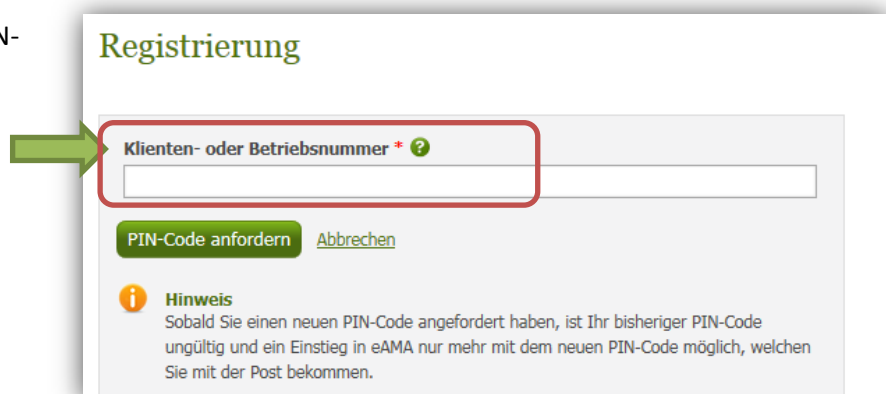 N-
Registrierung
Klienten- oder Betriebsnummer * ?
PIN-Code anfordern Abbrechen
i Hinweis
Sobald Sie einen neuen PIN-Code angefordert haben, ist Ihr bisheriger PIN-Code
ungültig und ein Einstieg in eAMA nur mehr mit dem neuen PIN-Code möglich, welchen
Sie mit der Post bekommen.